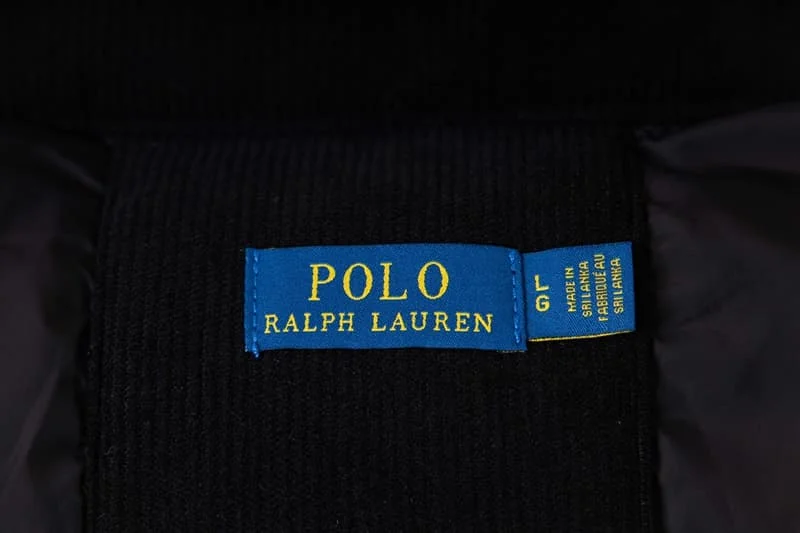 POLO
RALPH LAUREN
LG
MADE IN
SRI LANKA
FABRIQUÉ AU
SRI LANKA